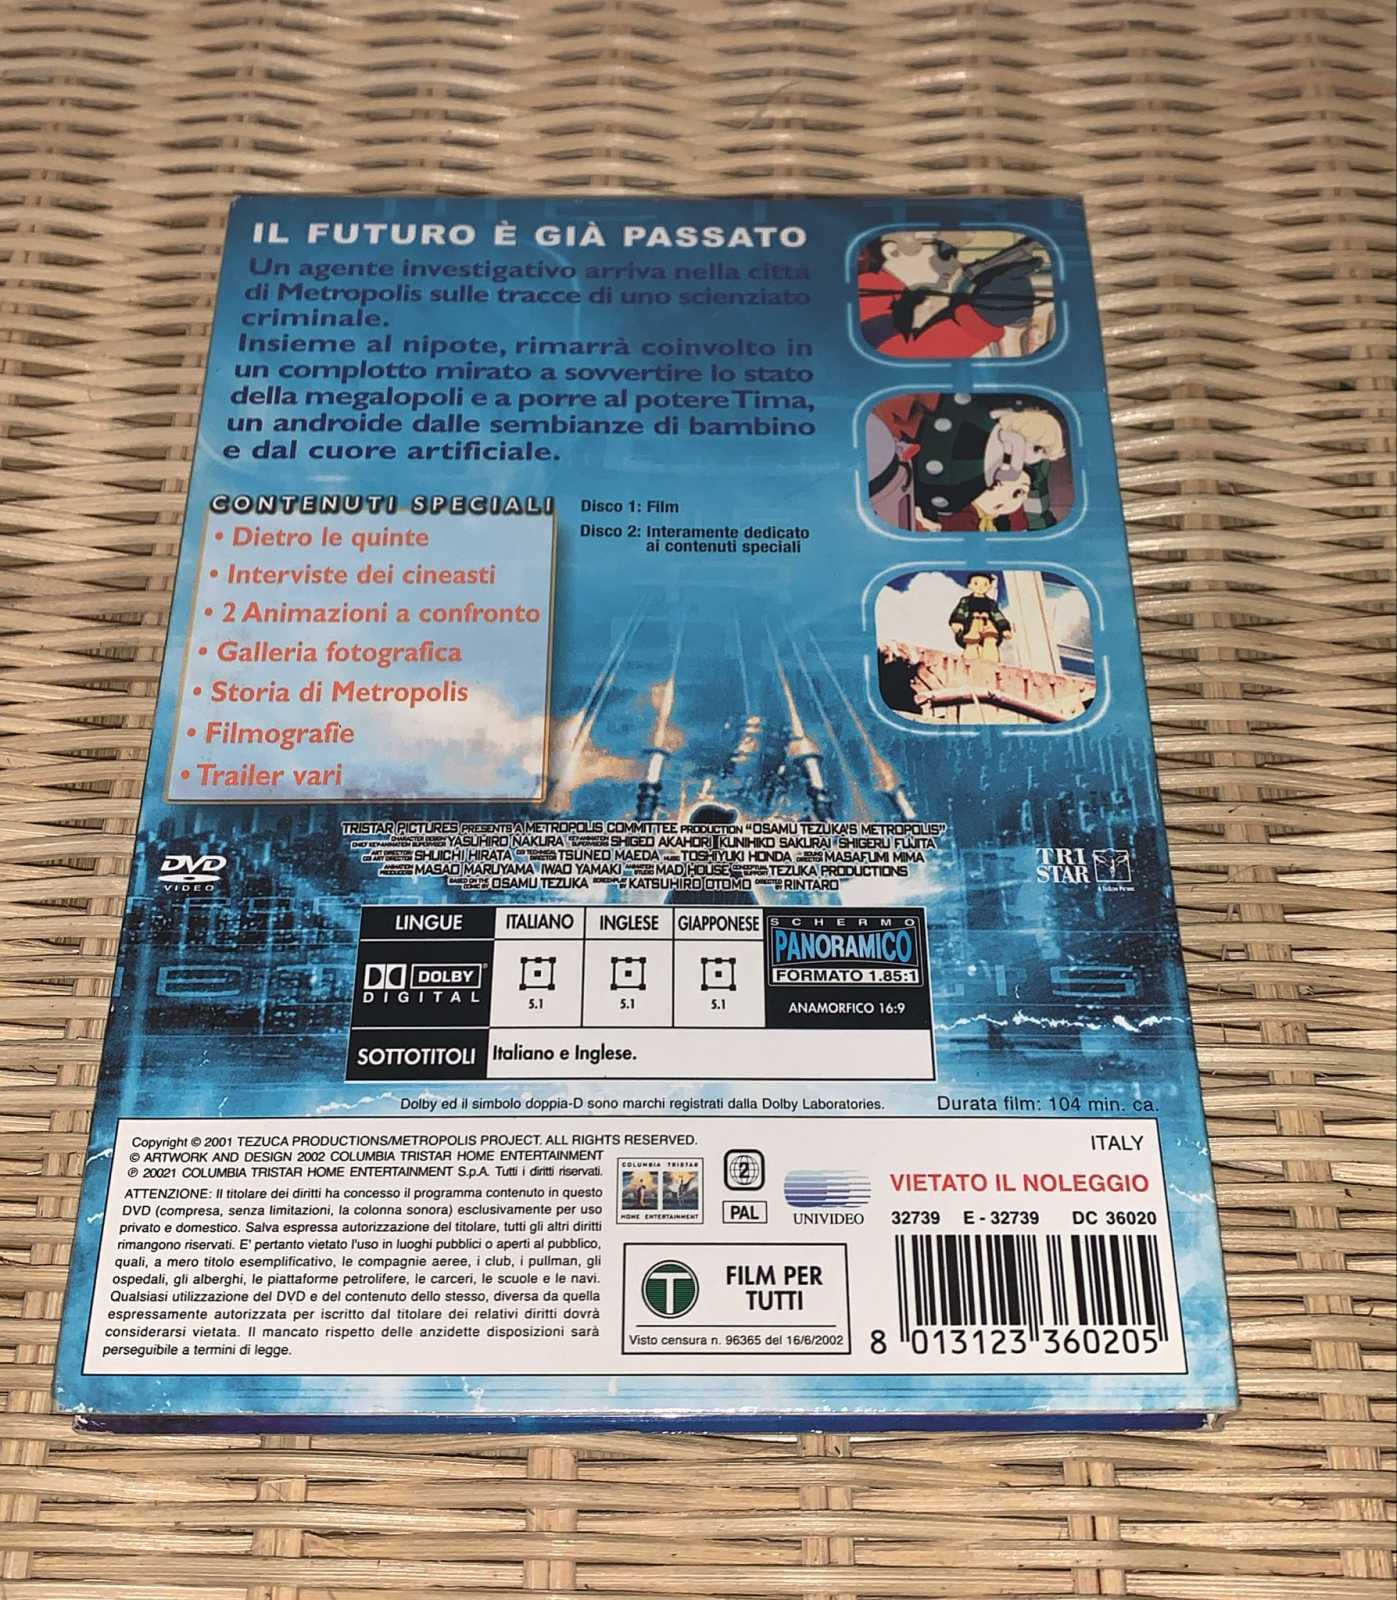 IL FUTURO È GIÀ PASSATO
Un agente investigativo arriva nella città
di Metropolis sulle tracce di uno scienziato
criminale.
Insieme al nipote, rimarrà coinvolto in
un complotto mirato a sovvertire lo stato
della megalopoli e a porre al potere Tima,
un androide dalle sembianze di bambino
e dal cuore artificiale.
CONTENUTI SPECIALI
• Dietro le quinte
• Interviste dei cineasti
• 2 Animazioni a confronto
• Galleria fotografica
• Storia di Metropolis
• Filmografie
• Trailer vari
Disco 1: Film
Disco 2: Interamente dedicato
ai contenuti speciali
TRISTAR PICTURES PRESENTS A METROPOLIS COMMITTEE PRODUCTION "OSAMU TEZUKA'S METROPOLIS"
YASUHIRO NAKURA SHIGEO AKAHORI KUNIHIKO SAKURAI SHIGERU FUJITA
SHUICHI HIRATA TSUNEO MAEDA MUSIC TOSHIYUKI HONDA MASAFUMI MIMA
MASAO MARUYAMA IWAO YAMAKI MAD HOUSE TEZUKA PRODUCTIONS
OSAMU TEZUKA KATSUHIRO OTOMO RINTARO
DVD
VIDEO
TRI
STAR
LINGUE
ITALIANO
INGLESE
GIAPPONESE
DOLBY
DIGITAL
5.1
5.1
5.1
SCHERMO
PANORAMICO
FORMATO 1.85:1
ANAMORFICO 16:9
SOTTOTITOLI
Italiano e Inglese.
Dolby ed il simbolo doppia-D sono marchi registrati dalla Dolby Laboratories.
Durata film: 104 min. ca.
Copyright © 2001 TEZUCA PRODUCTIONS/METROPOLIS PROJECT. ALL RIGHTS RESERVED.
© ARTWORK AND DESIGN 2002 COLUMBIA TRISTAR HOME ENTERTAINMENT
℗ 20021 COLUMBIA TRISTAR HOME ENTERTAINMENT S.p.A. Tutti i diritti riservati.
ATTENZIONE: Il titolare dei diritti ha concesso il programma contenuto in questo
DVD (compresa, senza limitazioni, la colonna sonora) esclusivamente per uso
privato e domestico. Salva espressa autorizzazione del titolare, tutti gli altri diritti
rimangono riservati. E' pertanto vietato l'uso in luoghi pubblici o aperti al pubblico,
quali, a mero titolo esemplificativo, le compagnie aeree, i club, i pullman, gli
ospedali, gli alberghi, le piattaforme petrolifere, le carceri, le scuole e le navi.
Qualsiasi utilizzazione del DVD e del contenuto dello stesso, diversa da quella
espressamente autorizzata per iscritto dal titolare dei relativi diritti dovrà
considerarsi vietata. Il mancato rispetto delle anzidette disposizioni sarà
perseguibile a termini di legge.
COLUMBIA TRISTAR
HOME ENTERTAINMENT
2
PAL
UNIVIDEO
T
FILM PER
TUTTI
Visto censura n. 96365 del 16/6/2002
ITALY
VIETATO IL NOLEGGIO
32739 E - 32739 DC 36020
8 013123 360205